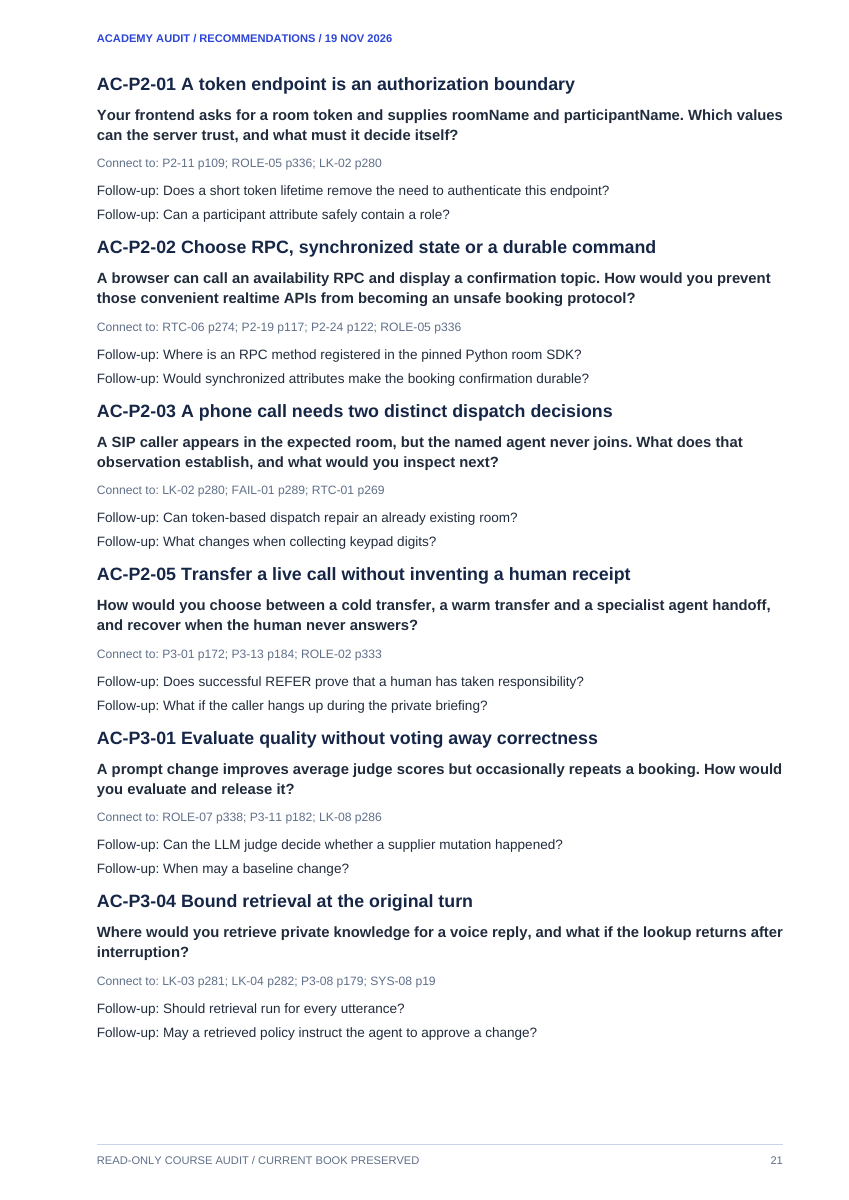 ACADEMY AUDIT / RECOMMENDATIONS / 19 NOV 2026
AC-P2-01 A token endpoint is an authorization boundary
Your frontend asks for a room token and supplies roomName and participantName. Which values
can the server trust, and what must it decide itself?
Connect to: P2-11 p109; ROLE-05 p336; LK-02 p280
Follow-up: Does a short token lifetime remove the need to authenticate this endpoint?
Follow-up: Can a participant attribute safely contain a role?
AC-P2-02 Choose RPC, synchronized state or a durable command
A browser can call an availability RPC and display a confirmation topic. How would you prevent
those convenient realtime APIs from becoming an unsafe booking protocol?
Connect to: RTC-06 p274; P2-19 p117; P2-24 p122; ROLE-05 p336
Follow-up: Where is an RPC method registered in the pinned Python room SDK?
Follow-up: Would synchronized attributes make the booking confirmation durable?
AC-P2-03 A phone call needs two distinct dispatch decisions
A SIP caller appears in the expected room, but the named agent never joins. What does that
observation establish, and what would you inspect next?
Connect to: LK-02 p280; FAIL-01 p289; RTC-01 p269
Follow-up: Can token-based dispatch repair an already existing room?
Follow-up: What changes when collecting keypad digits?
AC-P2-05 Transfer a live call without inventing a human receipt
How would you choose between a cold transfer, a warm transfer and a specialist agent handoff,
and recover when the human never answers?
Connect to: P3-01 p172; P3-13 p184; ROLE-02 p333
Follow-up: Does successful REFER prove that a human has taken responsibility?
Follow-up: What if the caller hangs up during the private briefing?
AC-P3-01 Evaluate quality without voting away correctness
A prompt change improves average judge scores but occasionally repeats a booking. How would
you evaluate and release it?
Connect to: ROLE-07 p338; P3-11 p182; LK-08 p286
Follow-up: Can the LLM judge decide whether a supplier mutation happened?
Follow-up: When may a baseline change?
AC-P3-04 Bound retrieval at the original turn
Where would you retrieve private knowledge for a voice reply, and what if the lookup returns after
interruption?
Connect to: LK-03 p281; LK-04 p282; P3-08 p179; SYS-08 p19
Follow-up: Should retrieval run for every utterance?
Follow-up: May a retrieved policy instruct the agent to approve a change?
READ-ONLY COURSE AUDIT / CURRENT BOOK PRESERVED
21